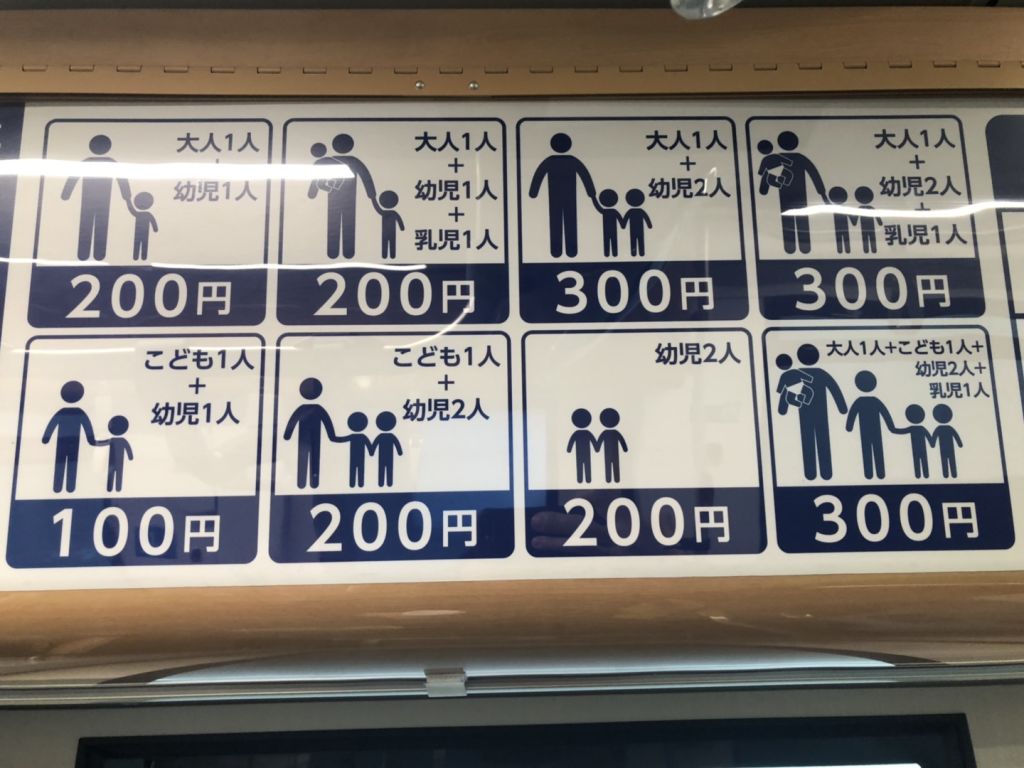 大人1人
+
幼児1人
200円
大人1人
+
幼児1人
+
乳児1人
200円
大人1人
+
幼児2人
300円
大人1人
+
幼児2人
+
乳児1人
300円
こども1人
+
幼児1人
100円
こども1人
+
幼児2人
200円
幼児2人
200円
大人1人+こども1人+
幼児2人+
乳児1人
300円